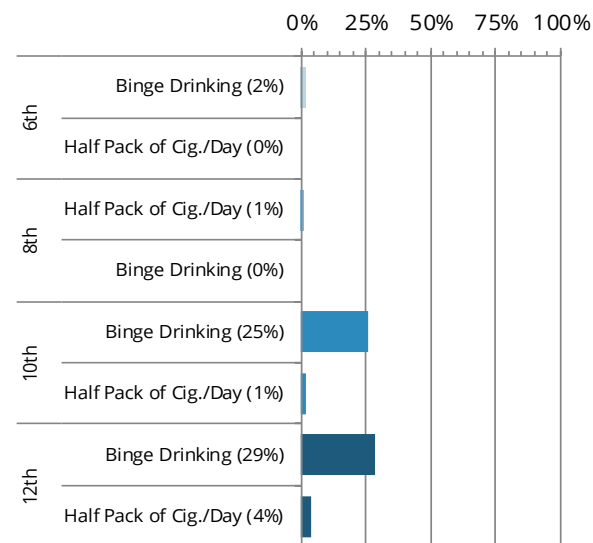 0% 25% 50% 75% 100%
6th
Binge Drinking (2%)
Half Pack of Cig./Day (0%)
8th
Half Pack of Cig./Day (1%)
Binge Drinking (0%)
10th
Binge Drinking (25%)
Half Pack of Cig./Day (1%)
12th
Binge Drinking (29%)
Half Pack of Cig./Day (4%)